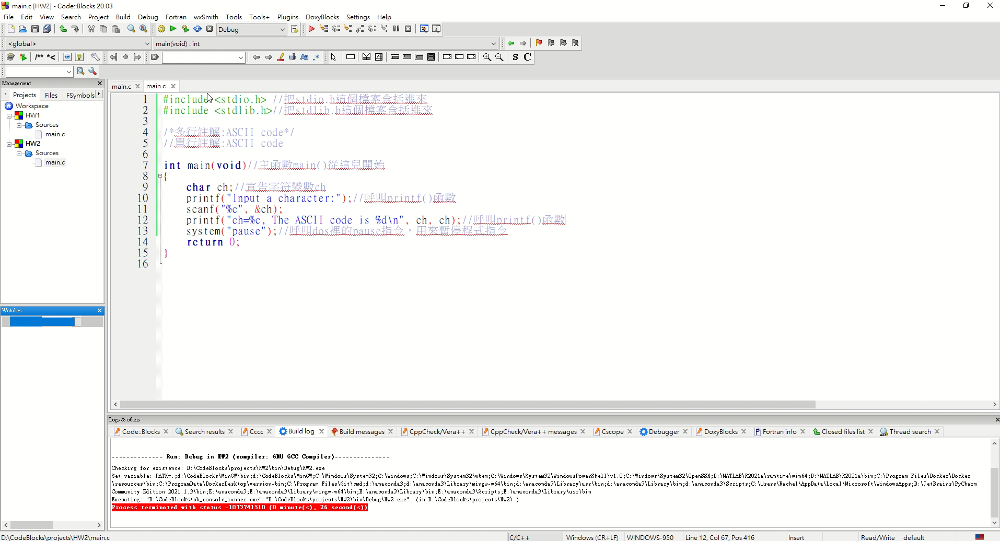 main.c [HW2] - Code::Blocks 20.03
File Edit View Search Project Build Debug Fortran wxSmith Tools Tools+ Plugins DoxyBlocks Settings Help
Debug
<global> main(void) : int
/** *< Aa .* S C
Management
Projects Files FSymbols
Workspace
HW1
Sources
main.c
HW2
Sources
main.c
Watches
...
main.c main.c
1 #include <stdio.h> //把stdio.h這個檔案含括進來
2 #include <stdlib.h>//把stdlib.h這個檔案含括進來
3
4 /*多行註解:ASCII code*/
5 //單行註解:ASCII code
6
7 int main(void)//主函數main()從這兒開始
8 {
9 char ch;//宣告字符變數ch
10 printf("Input a character:");//呼叫printf()函數
11 scanf("%c", &ch);
12 printf("ch=%c, The ASCII code is %d\n", ch, ch);//呼叫printf()函數
13 system("pause");//呼叫dos裡的pause指令，用來暫停程式指令
14 return 0;
15 }
16
Logs & others
Code::Blocks Search results Cccc Build log Build messages CppCheck/Vera++ CppCheck/Vera++ messages Cscope Debugger DoxyBlocks Fortran info Closed files list Thread search
-------------- Run: Debug in HW2 (compiler: GNU GCC Compiler)---------------
Checking for existence: D:\CodeBlocks\projects\HW2\bin\Debug\HW2.exe
Set variable: PATH=.;d:\CodeBlocks\MinGW\bin;d:\CodeBlocks\MinGW;C:\Windows\System32;C:\Windows;C:\Windows\System32\wbem;C:\Windows\System32\WindowsPowerShell\v1.0;C:\Windows\System32\OpenSSH;D:\MATLAB\R2021a\runtime\win64;D:\MATLAB\R2021a\bin;C:\Program Files\Docker\Docker
\resources\bin;C:\ProgramData\DockerDesktop\version-bin;C:\Program Files\Git\cmd;d:\anaconda3;d:\anaconda3\Library\mingw-w64\bin;d:\anaconda3\Library\usr\bin;d:\anaconda3\Library\bin;d:\anaconda3\Scripts;C:\Users\Rachel\AppData\Local\Microsoft\WindowsApps;D:\JetBrains\PyCharm
Community Edition 2021.1.3\bin;E:\anaconda3;E:\anaconda3\Library\mingw-w64\bin;E:\anaconda3\Library\bin;E:\anaconda3\Scripts;E:\anaconda3\Library\usr\bin
Executing: "D:\CodeBlocks/cb_console_runner.exe" "D:\CodeBlocks\projects\HW2\bin\Debug\HW2.exe" (in D:\CodeBlocks\projects\HW2\.)
Process terminated with status -1073741510 (0 minute(s), 26 second(s))
D:\CodeBlocks\projects\HW2\main.c C/C++ Windows (CR+LF) WINDOWS-950 Line 12, Col 67, Pos 416 Insert Read/Write default